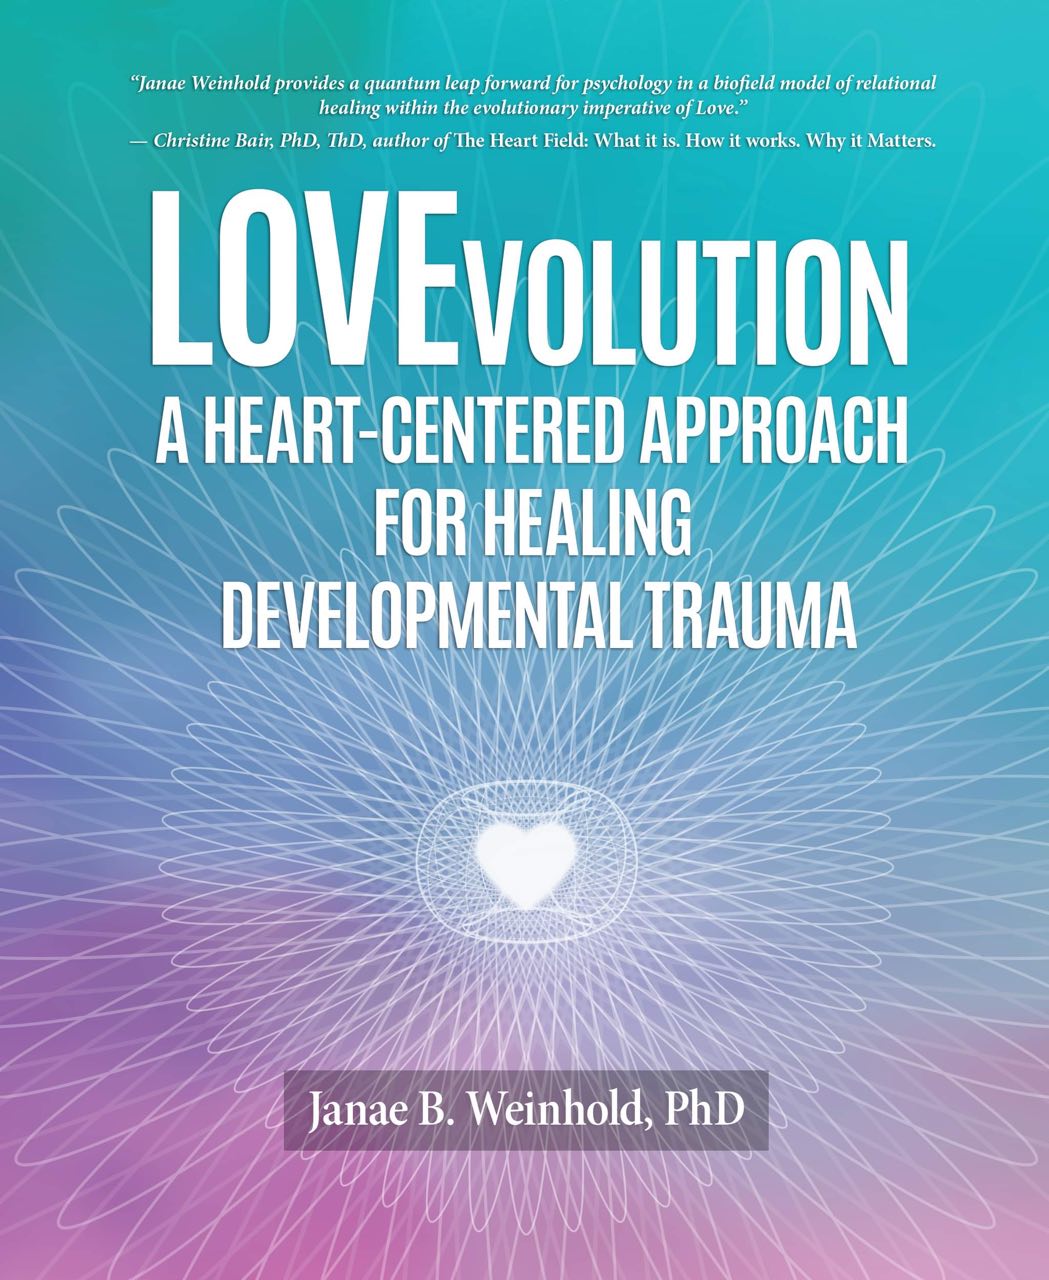 “Janae Weinhold provides a quantum leap forward for psychology in a biofield model of relational
healing within the evolutionary imperative of Love.”
— Christine Bair, PhD, ThD, author of The Heart Field: What it is. How it works. Why it Matters.
LOVEVOLUTION
A HEART-CENTERED APPROACH
FOR HEALING
DEVELOPMENTAL TRAUMA
Janae B. Weinhold, PhD